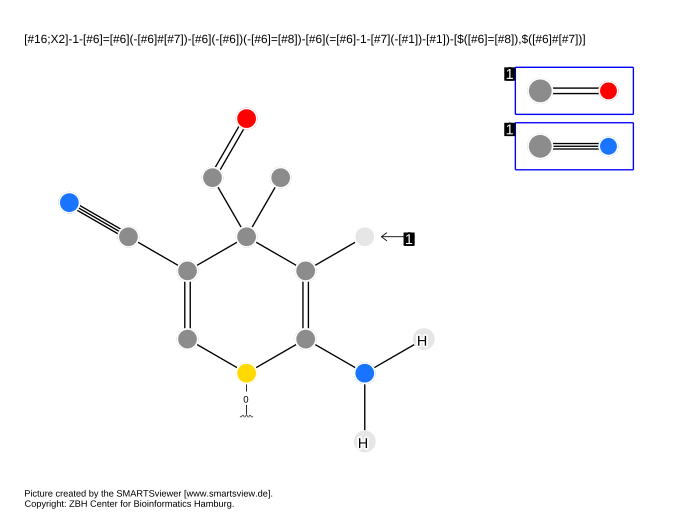 [#16;X2]-1-[#6]=[#6](-[#6]#[#7])-[#6](-[#6])(-[#6]=[#8])-[#6](=[#6]-1-[#7](-[#1])-[#1])-[$([#6]=[#8]),$([#6]#[#7])]
1
1
1
H
0
H
Picture created by the SMARTSviewer [www.smartsview.de].
Copyright: ZBH Center for Bioinformatics Hamburg.